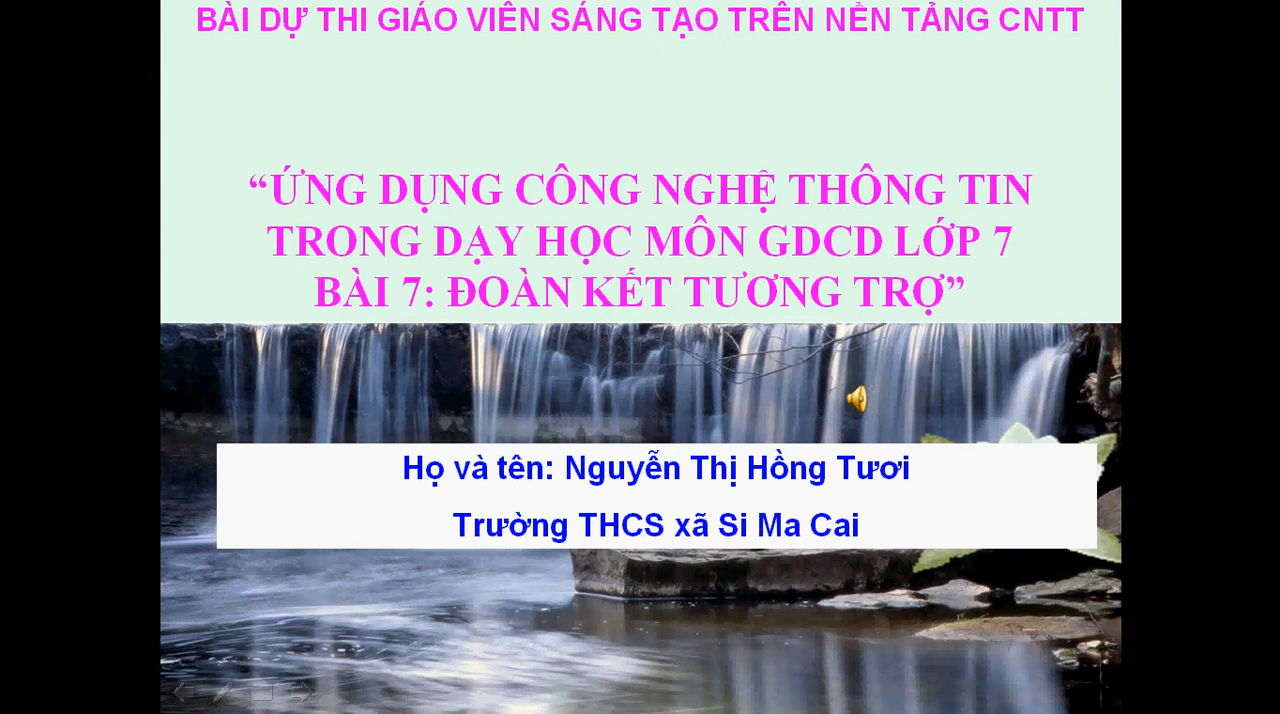 BÀI DỰ THI GIÁO VIÊN SÁNG TẠO TRÊN NỀN TẢNG CNTT
“ỨNG DỤNG CÔNG NGHỆ THÔNG TIN
TRONG DẠY HỌC MÔN GDCD LỚP 7
BÀI 7: ĐOÀN KẾT TƯƠNG TRỢ”
Họ và tên: Nguyễn Thị Hồng Tươi
Trường THCS xã Si Ma Cai